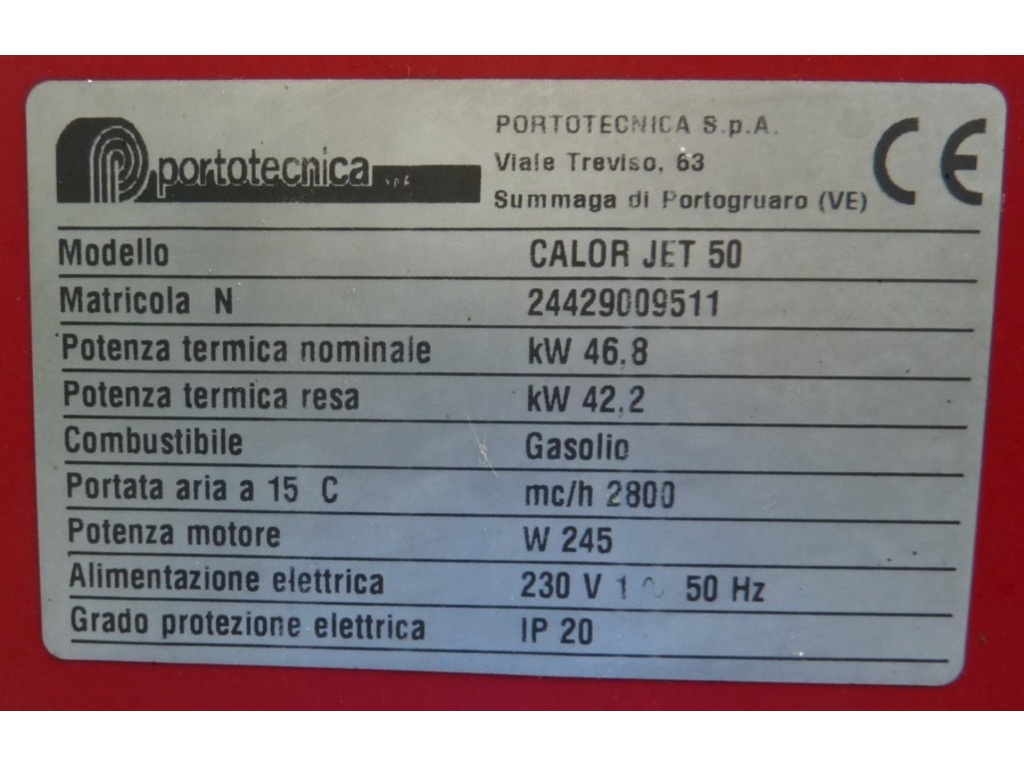 portotecnica spa
PORTOTECNICA S.p.A.
Viale Treviso, 63
Summaga di Portogruaro (VE)
CE
Modello CALOR JET 50
Matricola N 24429009511
Potenza termica nominale kW 46.8
Potenza termica resa kW 42.2
Combustibile Gasolio
Portata aria a 15 C mc/h 2800
Potenza motore W 245
Alimentazione elettrica 230 V 1 ~ 50 Hz
Grado protezione elettrica IP 20